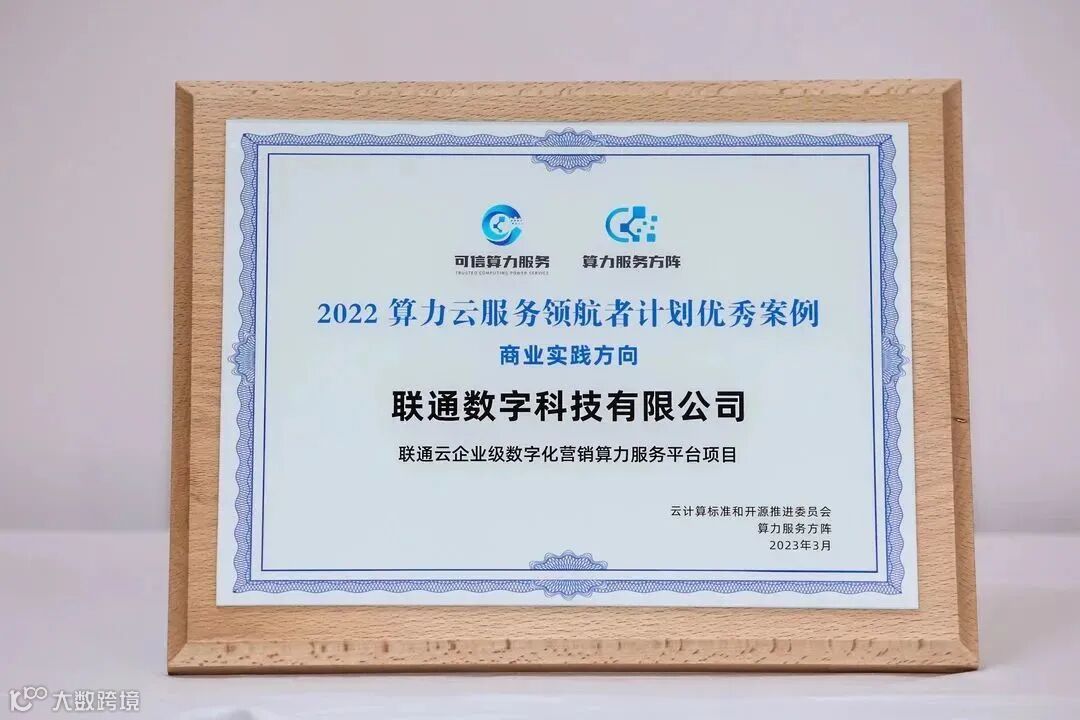 可信算力服务
TRUSTED COMPUTING POWER SERVICE
算力服务方阵
2022 算力云服务领航者计划优秀案例
商业实践方向
联通数字科技有限公司
联通云企业级数字化营销算力服务平台项目
云计算标准和开源推进委员会
算力服务方阵
2023年3月
大数跨境